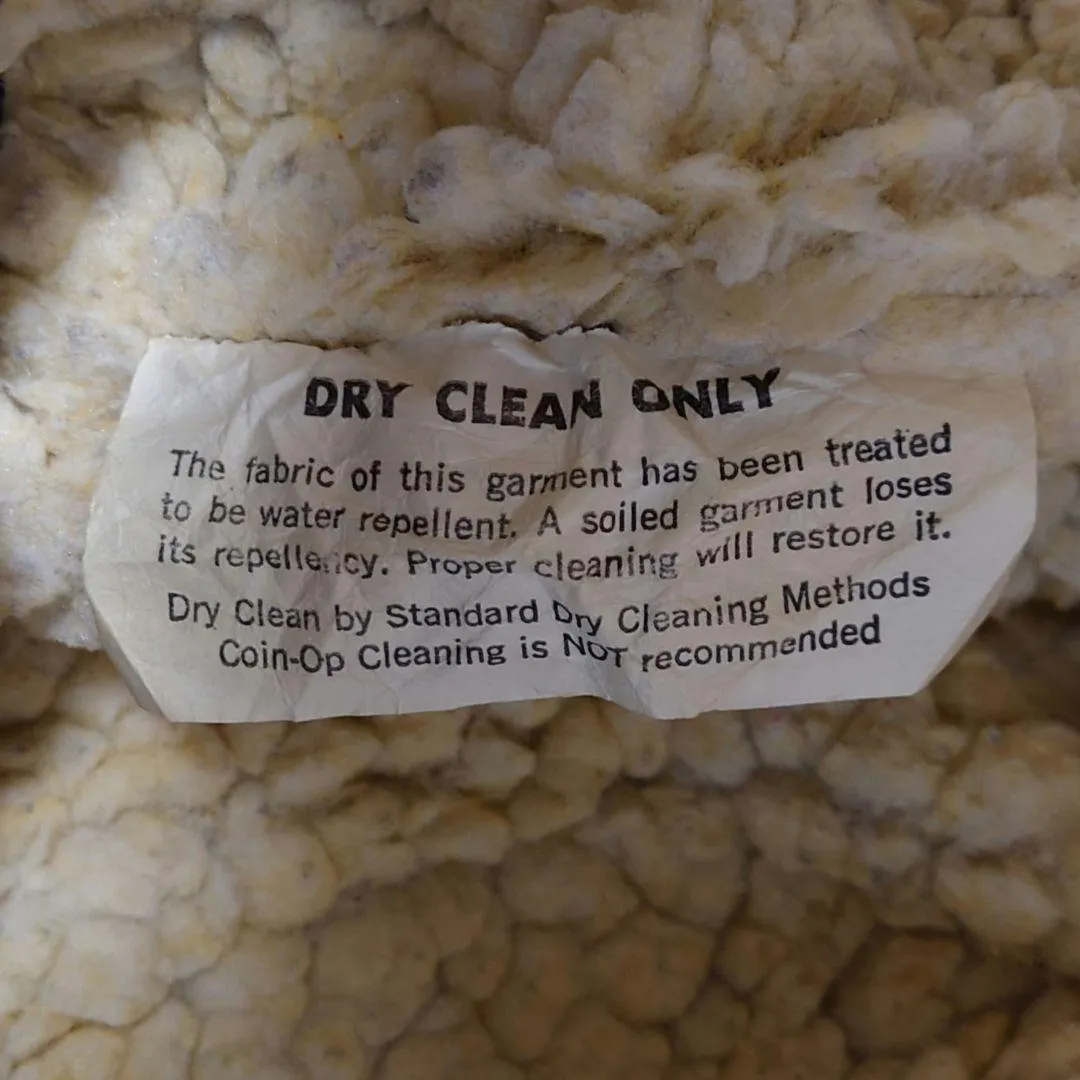 DRY CLEAN ONLY
The fabric of this garment has been treated
to be water repellent. A soiled garment loses
its repellency. Proper cleaning will restore it.
Dry Clean by Standard Dry Cleaning Methods
Coin-Op Cleaning is NOT recommended